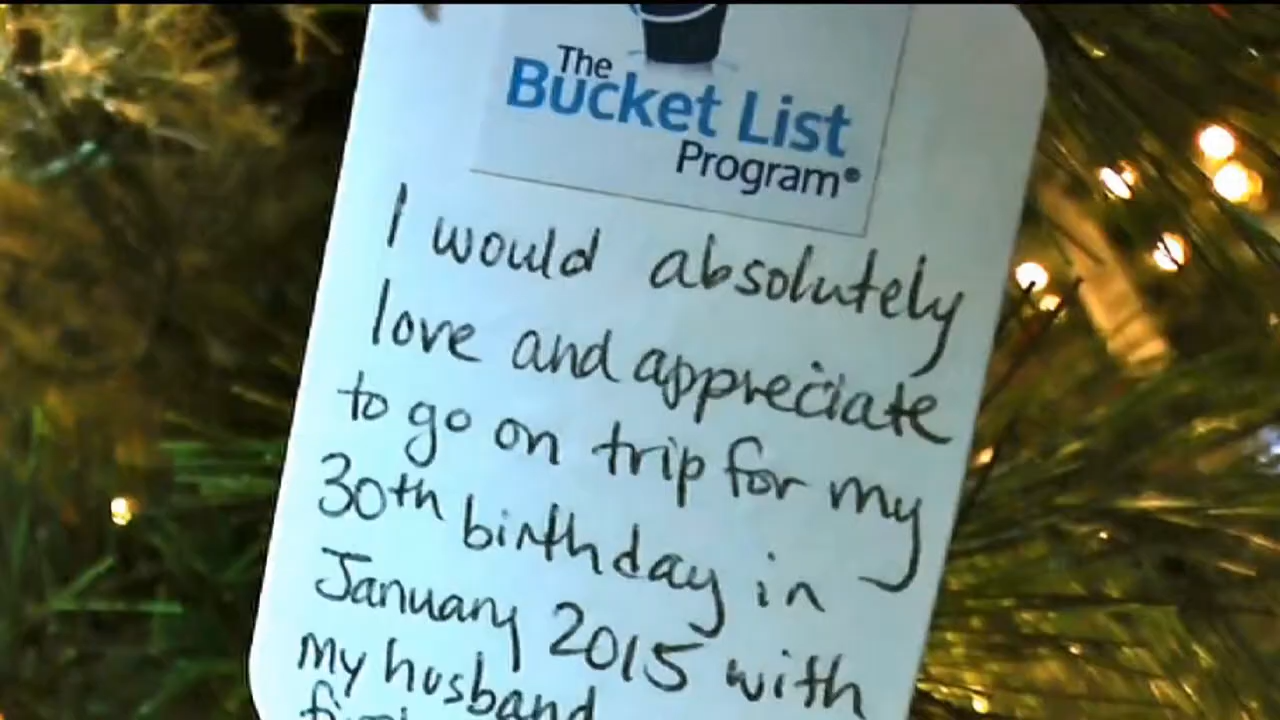 The
Bucket List
Program®
I would absolutely
love and appreciate
to go on trip for my
30th birthday in
January 2015 with
my husband